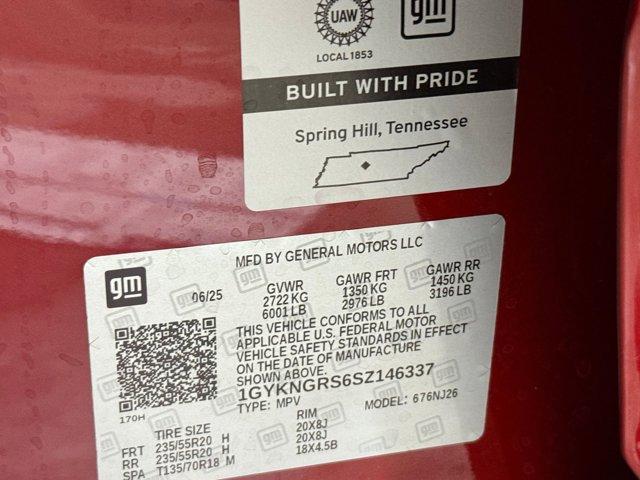 UAW
gm
LOCAL 1853
BUILT WITH PRIDE
Spring Hill, Tennessee
MFD BY GENERAL MOTORS LLC
gm
06/25
GVWR
2722 KG
6001 LB
GAWR FRT
1350 KG
2976 LB
GAWR RR
1450 KG
3196 LB
THIS VEHICLE CONFORMS TO ALL
APPLICABLE U.S. FEDERAL MOTOR
VEHICLE SAFETY STANDARDS IN EFFECT
ON THE DATE OF MANUFACTURE
SHOWN ABOVE.
1GYKNGRS6SZ146337
TYPE: MPV
MODEL: 676NJ26
170H
TIRE SIZE RIM
FRT 235/55R20 H 20X8J
RR 235/55R20 H 20X8J
SPA T135/70R18 M 18X4.5B